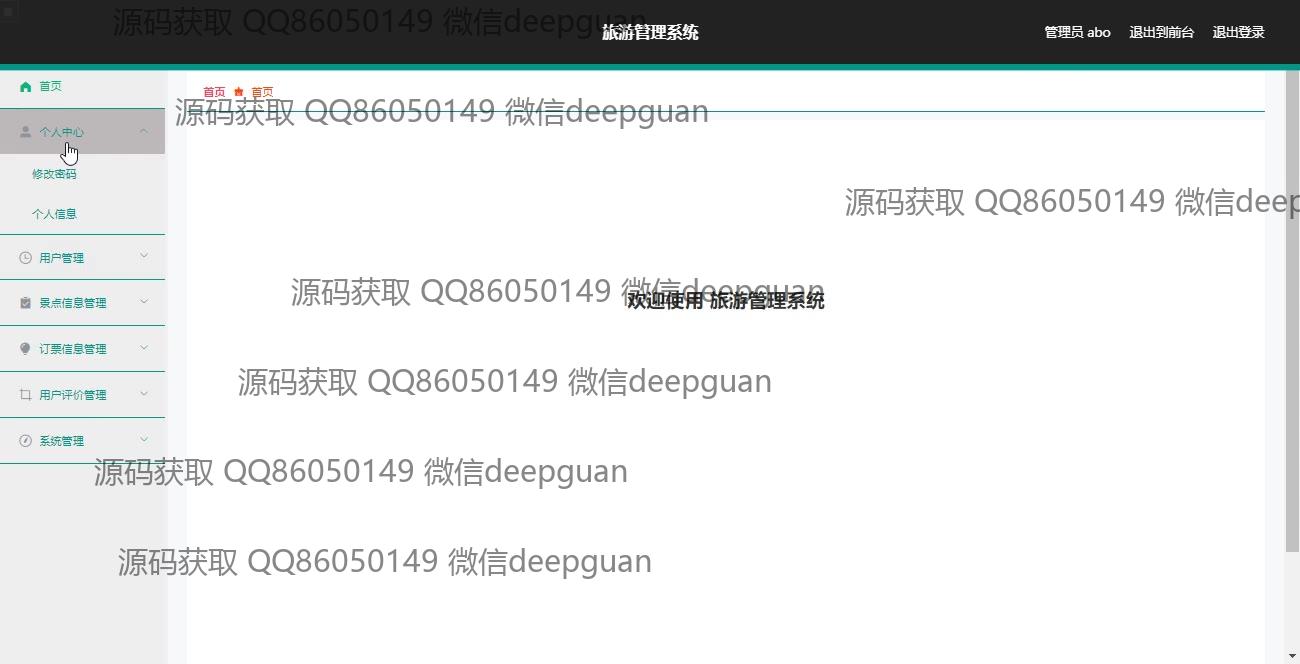 源码获取 QQ86050149 微信deepguan
旅游管理系统
管理员 abo 退出到前台 退出登录
首页
首页 首页
源码获取 QQ86050149 微信deepguan
个人中心
修改密码
源码获取 QQ86050149 微信deep
个人信息
用户管理
源码获取 QQ86050149 微信deepguan
欢迎使用 旅游管理系统
景点信息管理
订票信息管理
源码获取 QQ86050149 微信deepguan
用户评价管理
系统管理
源码获取 QQ86050149 微信deepguan
源码获取 QQ86050149 微信deepguan